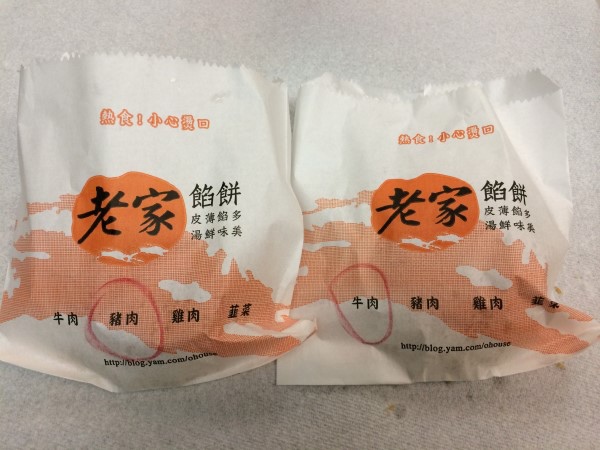 熱食！小心燙口
老家
餡餅
皮薄餡多
湯鮮味美
牛肉 豬肉 雞肉 韮菜
http://blog.yam.com/ohouse
熱食！小心燙口
老家
餡餅
皮薄餡多
湯鮮味美
牛肉 豬肉 雞肉 韮菜
http://blog.yam.com/ohouse